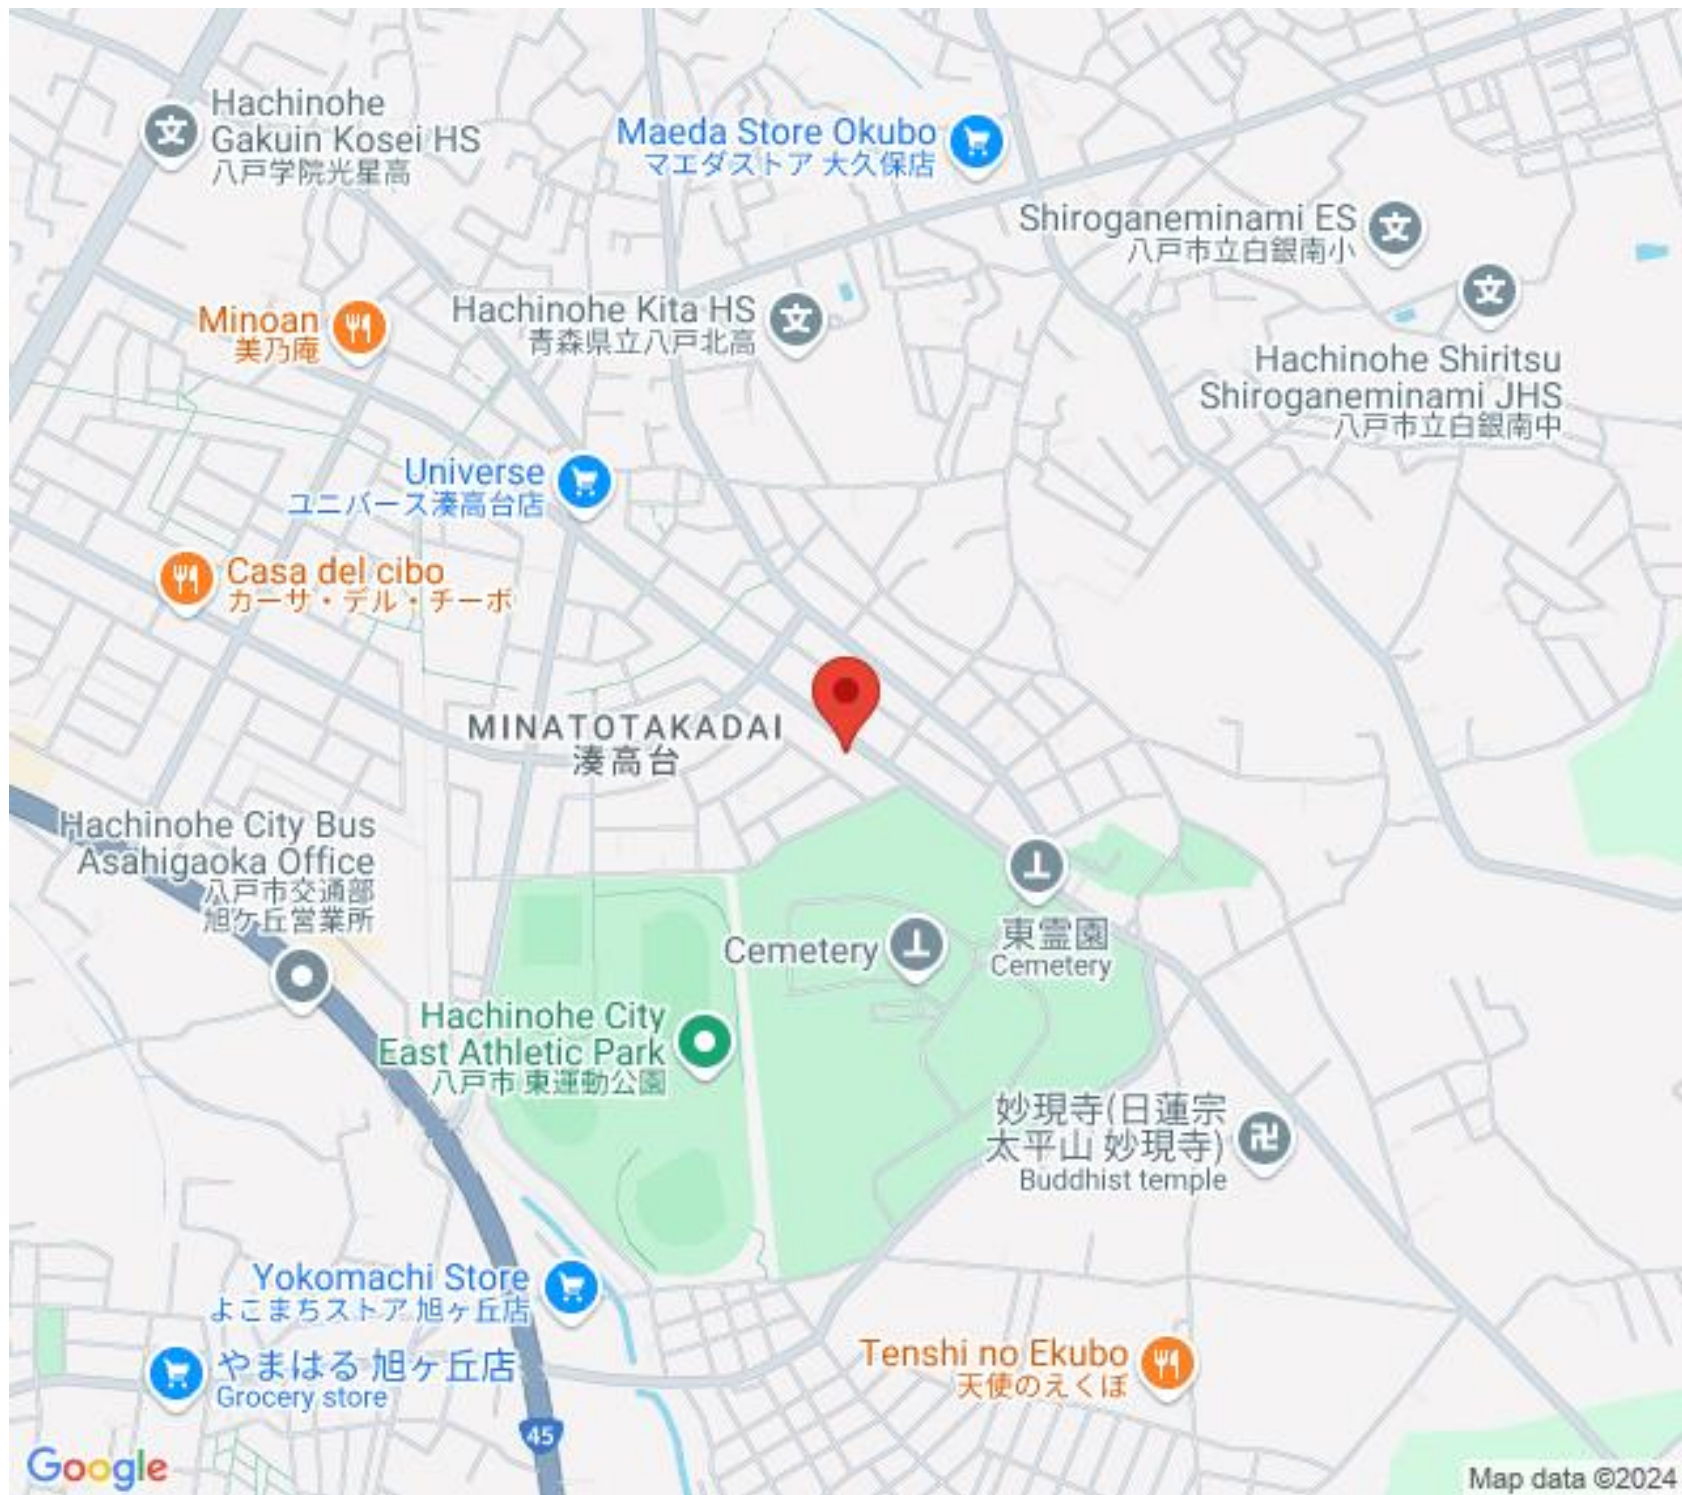 Hachinohe
Gakuin Kosei HS
八戸学院光星高
Maeda Store Okubo
マエダストア 大久保店
Shiroganeminami ES
八戸市立白銀南小
Minoan
美乃庵
Hachinohe Kita HS
青森県立八戸北高
Hachinohe Shiritsu
Shiroganeminami JHS
八戸市立白銀南中
Universe
ユニバース湊高台店
Casa del cibo
カーサ・デル・チーボ
MINATOTAKADAI
湊高台
Hachinohe City Bus
Asahigaoka Office
八戸市交通部
旭ケ丘営業所
Cemetery
東霊園
Cemetery
Hachinohe City
East Athletic Park
八戸市 東運動公園
妙現寺(日蓮宗
太平山 妙現寺)
Buddhist temple
Yokomachi Store
よこまちストア 旭ヶ丘店
やまはる 旭ヶ丘店
Grocery store
Tenshi no Ekubo
天使のえくぼ
45
Google
Map data ©2024